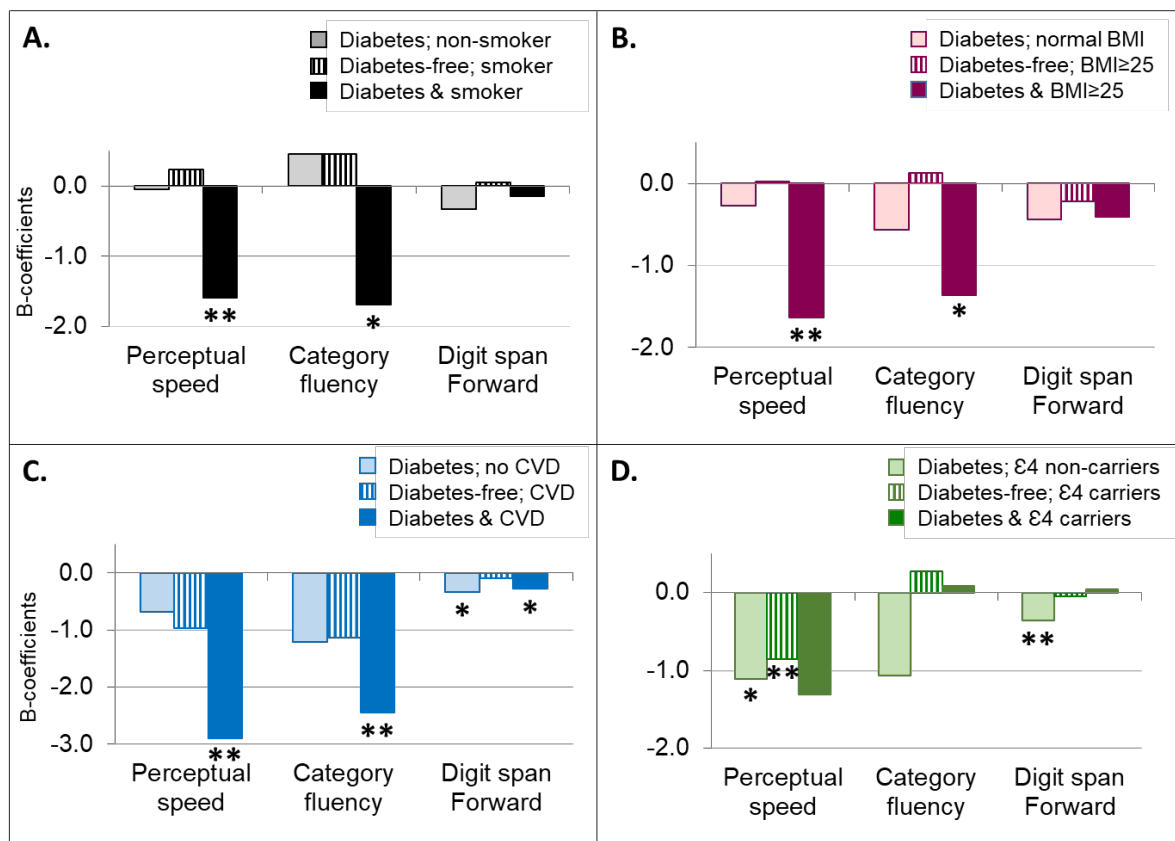 A.
Diabetes; non-smoker
Diabetes-free; smoker
Diabetes & smoker
B-coefficients
0.0
-1.0
-2.0
**
*
Perceptual
speed
Category
fluency
Digit span
Forward
B.
Diabetes; normal BMI
Diabetes-free; BMI≥25
Diabetes & BMI≥25
0.0
-1.0
-2.0
**
*
Perceptual
speed
Category
fluency
Digit span
Forward
C.
Diabetes; no CVD
Diabetes-free; CVD
Diabetes & CVD
B-coefficients
0.0
-1.0
-2.0
-3.0
**
**
*
*
Perceptual
speed
Category
fluency
Digit span
Forward
D.
Diabetes; Ɛ4 non-carriers
Diabetes-free; Ɛ4 carriers
Diabetes & Ɛ4 carriers
0.0
-1.0
-2.0
*
**
**
Perceptual
speed
Category
fluency
Digit span
Forward